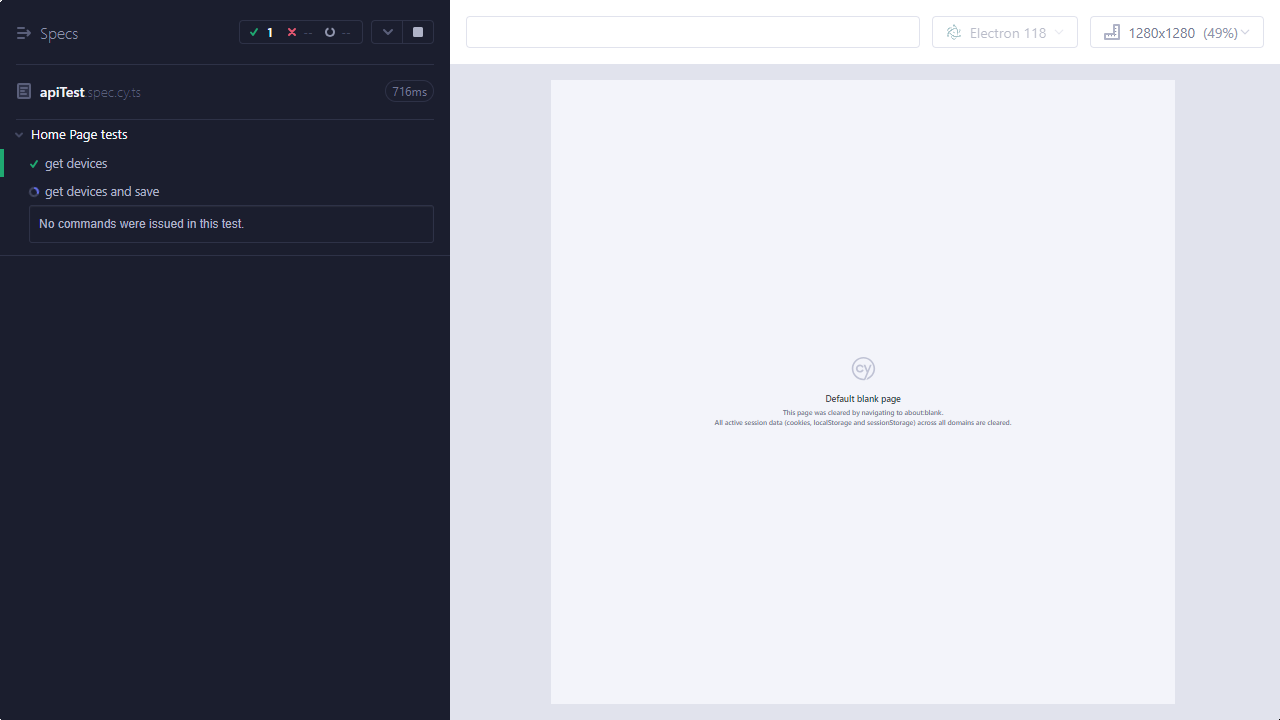 Specs
1
--
--
apiTest.spec.cy.ts
716ms
Home Page tests
get devices
get devices and save
No commands were issued in this test.
Electron 118
1280x1280 (49%)
cy
Default blank page
This page was cleared by navigating to about:blank.
All active session data (cookies, localStorage and sessionStorage) across all domains are cleared.